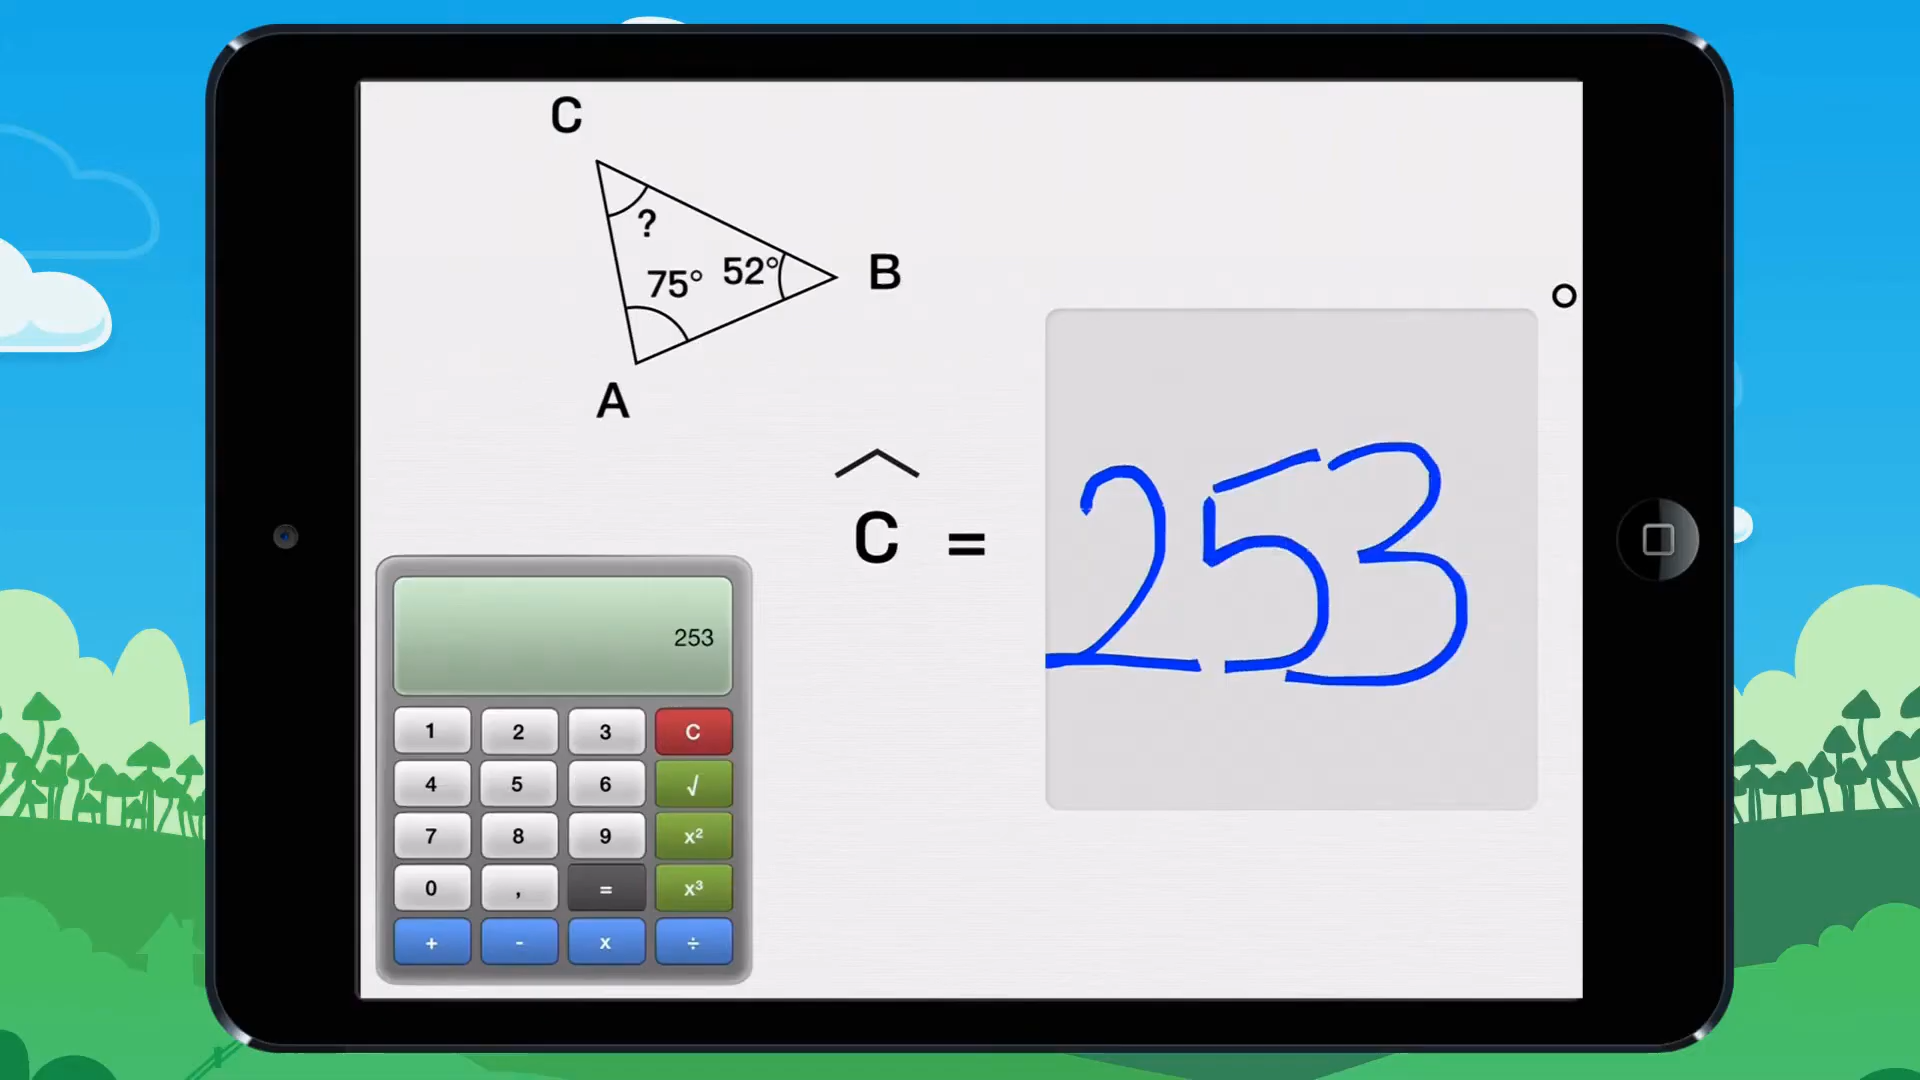 C
?
75° 52°
B
A
Ĉ = 253°
253
1 2 3 C
4 5 6 √
7 8 9 x²
0 , = x³
+ - x ÷